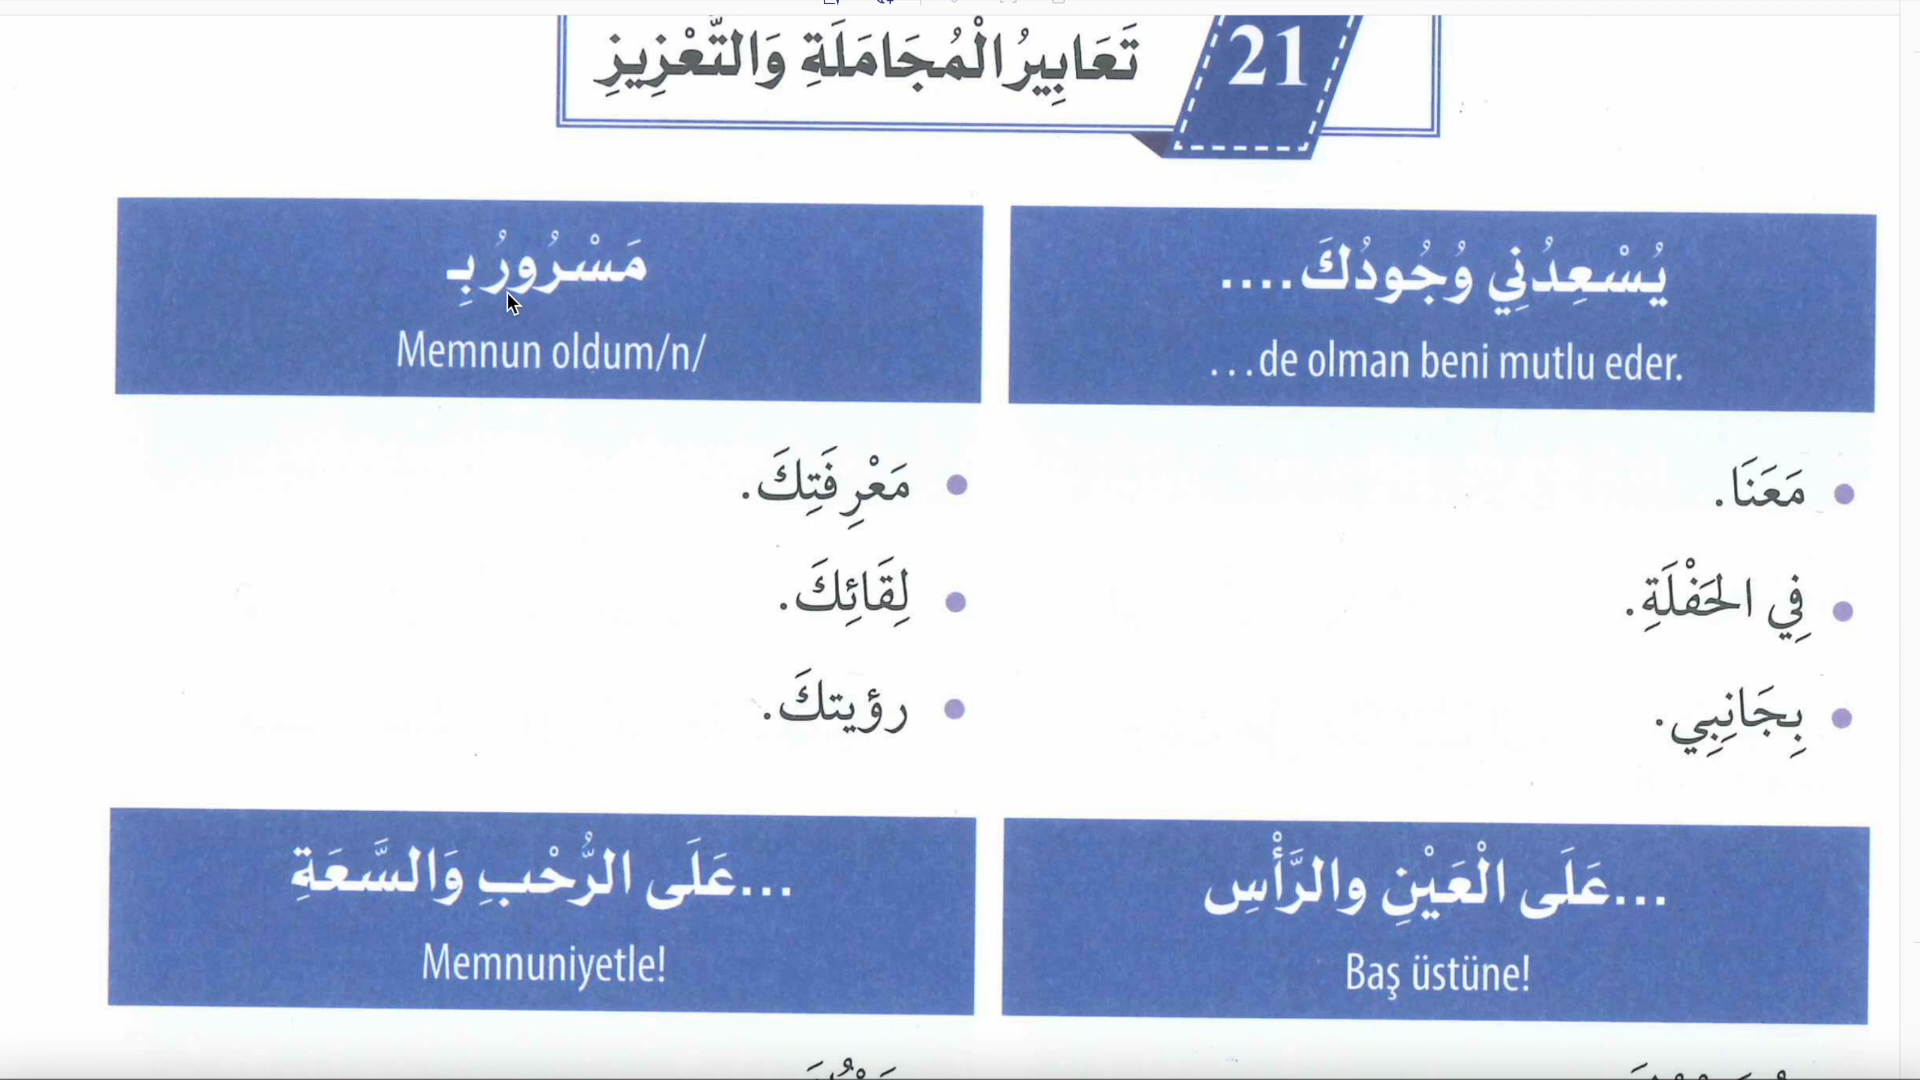 21
تَعَابِيرُ الْمُجَامَلَةِ وَالتَّعْزِيزِ
يُسْعِدُنِي وُجُودُكَ....
...de olman beni mutlu eder.
مَعَنَا.
فِي الحَفْلَةِ.
بِجَانِبِي.
مَسْرُورُ بِـ
Memnun oldum/n/
مَعْرِفَتِكَ.
لِقَائِكَ.
رؤيتكَ.
...عَلَى الْعَيْنِ والرَّأْسِ
Baş üstüne!
...عَلَى الرُّحْبِ وَالسَّعَةِ
Memnuniyetle!